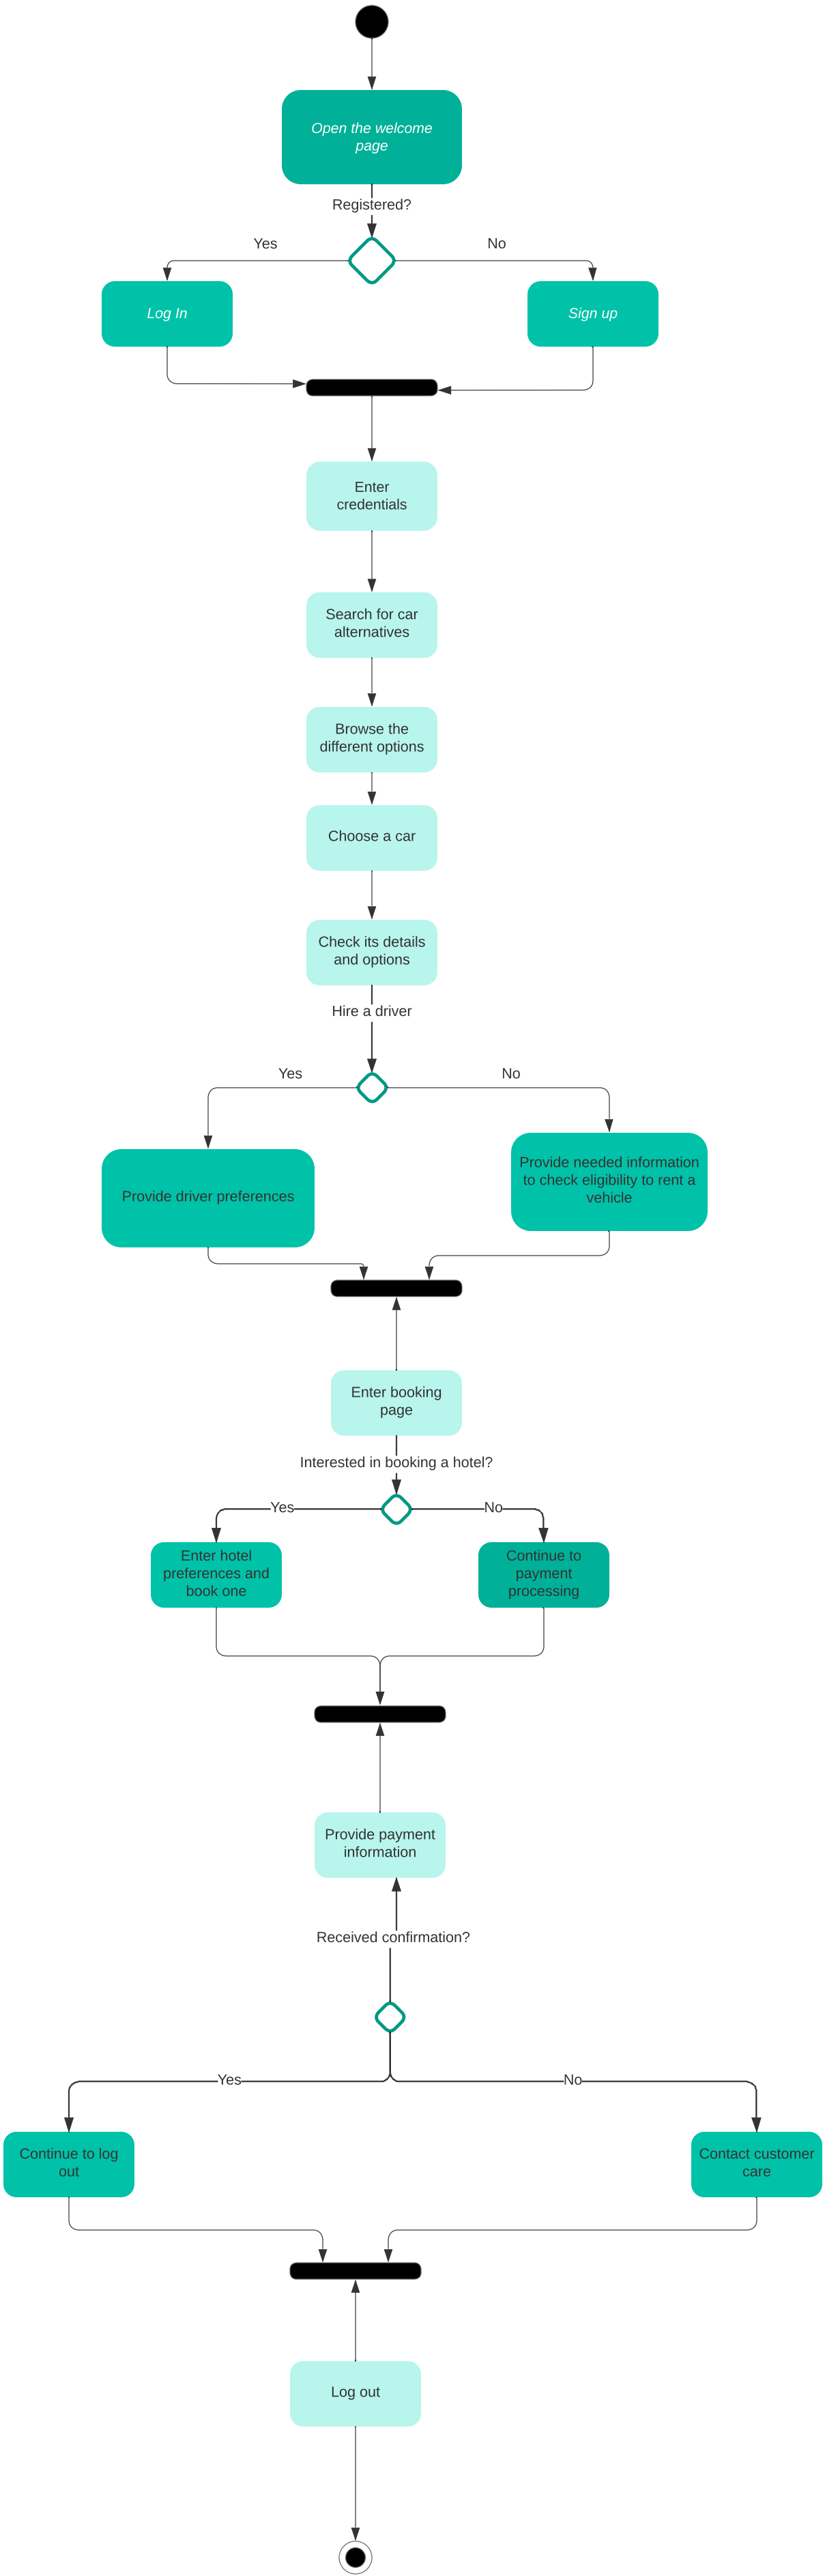 Open the welcome
page
Registered?
Yes
No
Log In
Sign up
Enter
credentials
Search for car
alternatives
Browse the
different options
Choose a car
Check its details
and options
Hire a driver
Yes
No
Provide driver preferences
Provide needed information
to check eligibility to rent a
vehicle
Enter booking
page
Interested in booking a hotel?
Yes
No
Enter hotel
preferences and
book one
Continue to
payment
processing
Provide payment
information
Received confirmation?
Yes
No
Continue to log
out
Contact customer
care
Log out